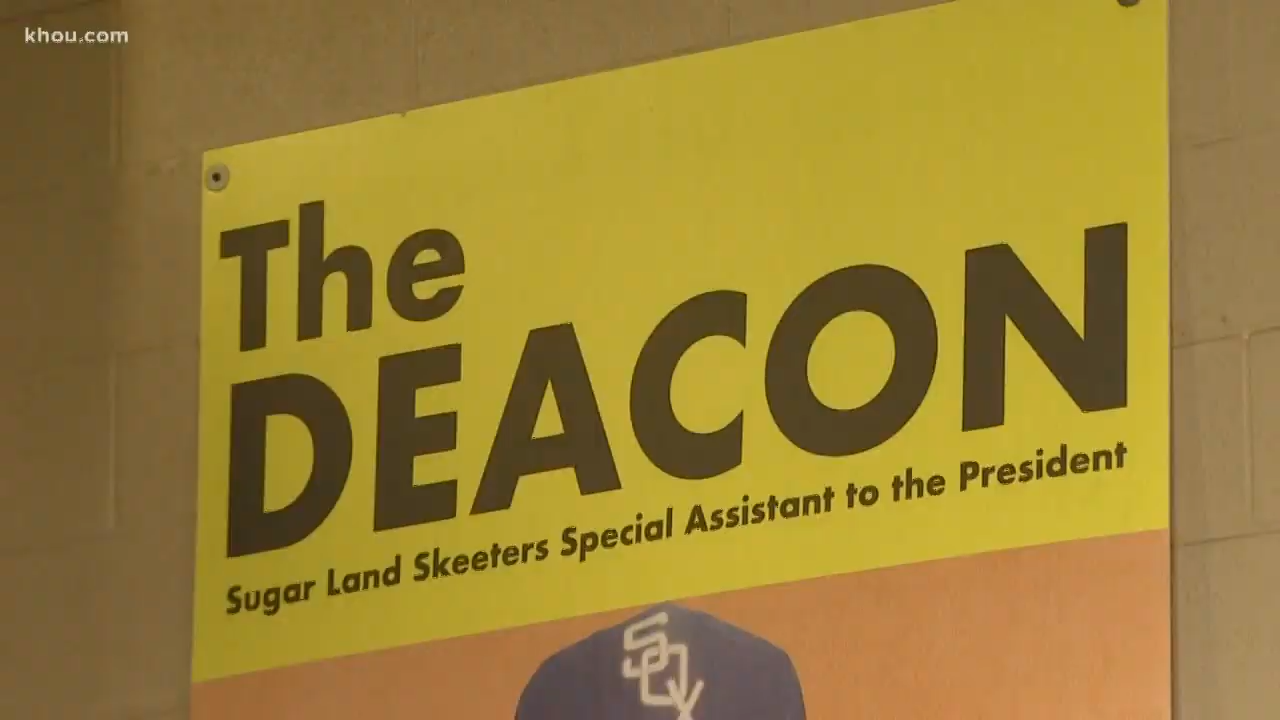 khou.com
The
DEACON
Sugar Land Skeeters Special Assistant to the President
SOX